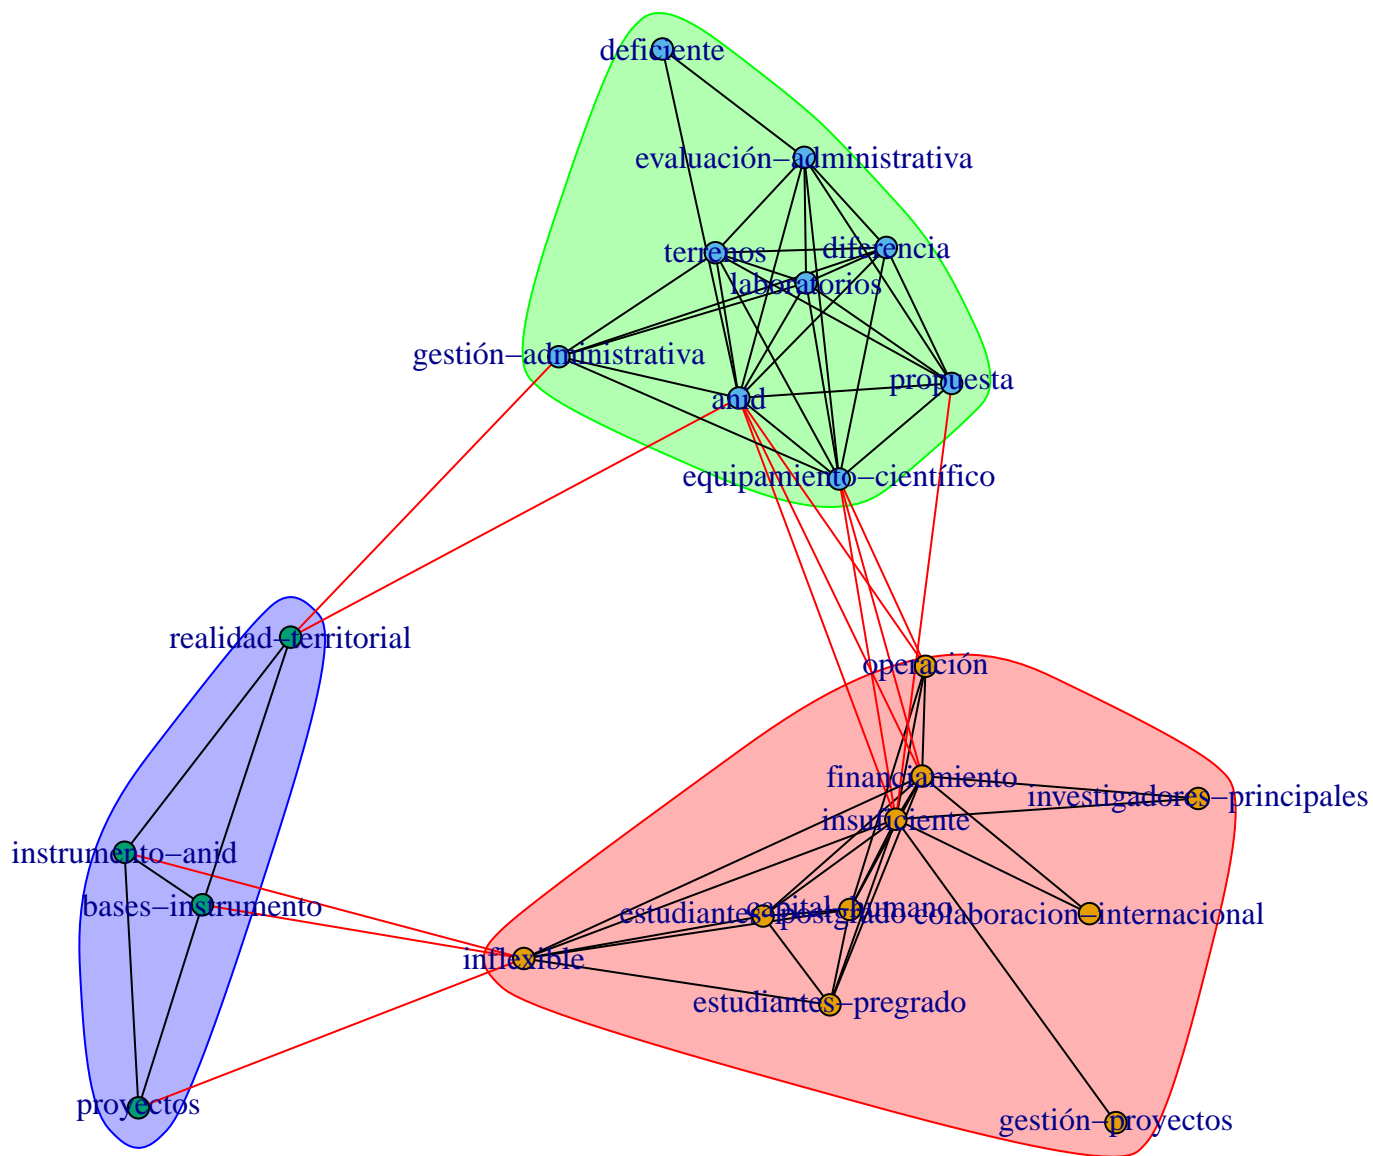 deficiente
evaluación−administrativa
terrenos
diferencia
laboratorios
gestión−administrativa
propuesta
anid
equipamiento−científico
realidad−territorial
operación
financiamiento
investigadores−principales
insuficiente
instrumento−anid
bases−instrumento
estudiantes−postgrado
capital−humano
colaboracion−internacional
inflexible
estudiantes−pregrado
proyectos
gestión−proyectos